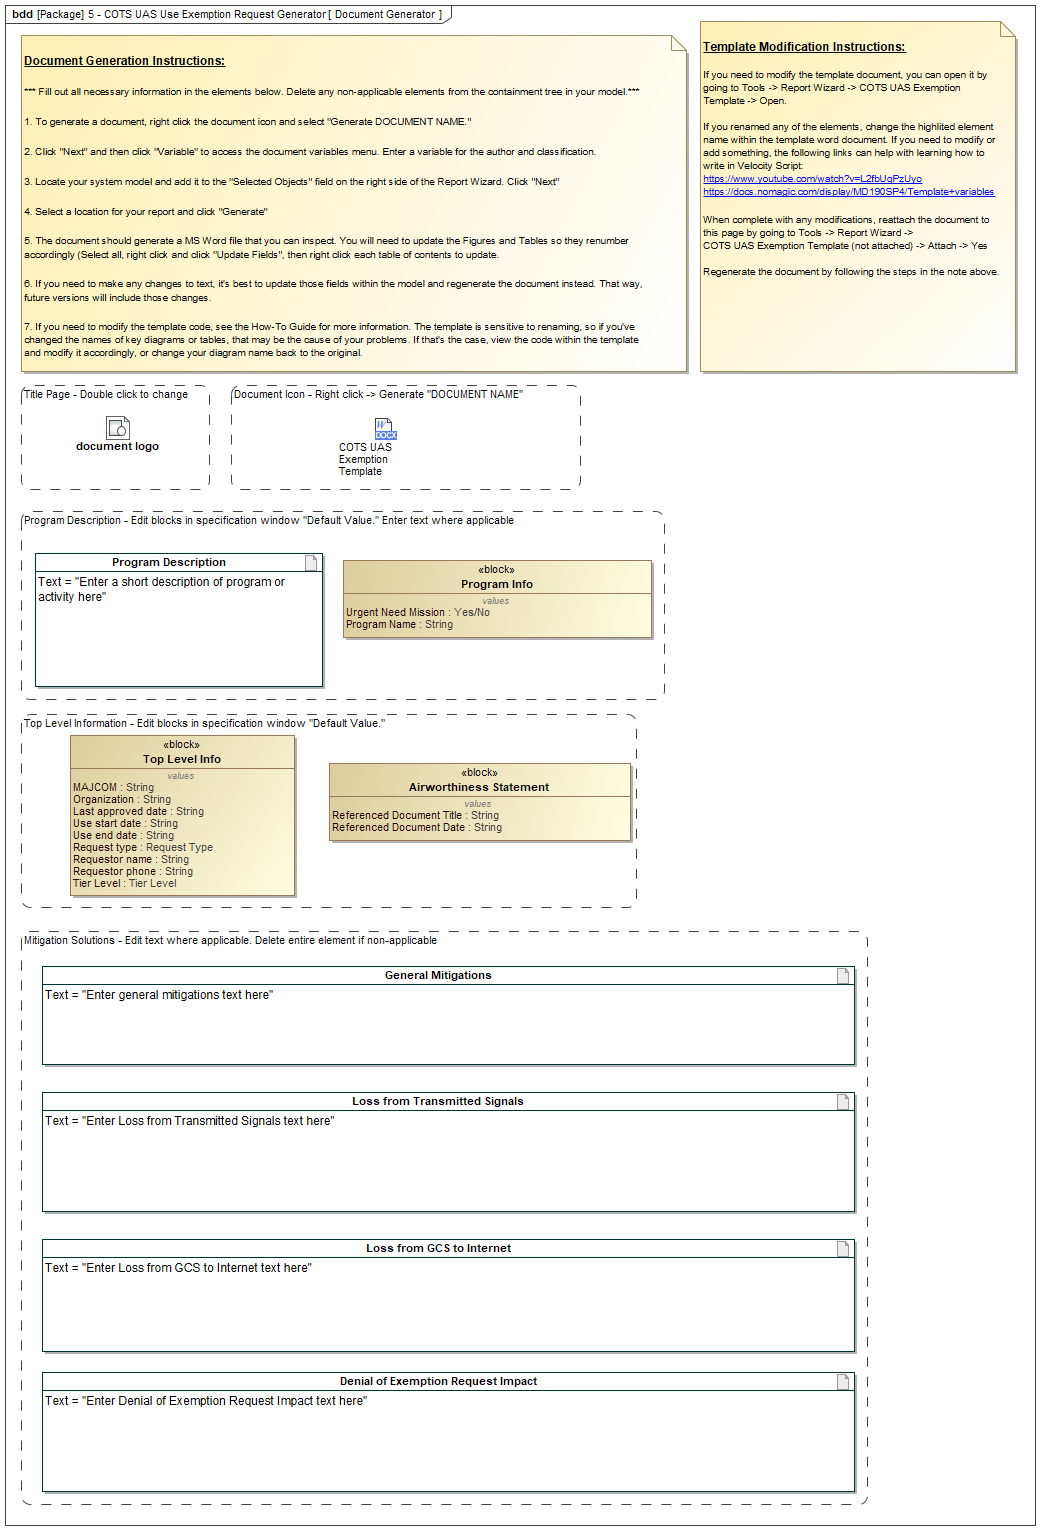 bdd [Package] 5 - COTS UAS Use Exemption Request Generator [ Document Generator ]
Document Generation Instructions:
*** Fill out all necessary information in the elements below. Delete any non-applicable elements from the containment tree in your model.***
1. To generate a document, right click the document icon and select "Generate DOCUMENT NAME."
2. Click "Next" and then click "Variable" to access the document variables menu. Enter a variable for the author and classification.
3. Locate your system model and add it to the "Selected Objects" field on the right side of the Report Wizard. Click "Next"
4. Select a location for your report and click "Generate"
5. The document should generate a MS Word file that you can inspect. You will need to update the Figures and Tables so they renumber
accordingly (Select all, right click and click "Update Fields", then right click each table of contents to update.
6. If you need to make any changes to text, it's best to update those fields within the model and regenerate the document instead. That way,
future versions will include those changes.
7. If you need to modify the template code, see the How-To Guide for more information. The template is sensitive to renaming, so if you've
changed the names of key diagrams or tables, that may be the cause of your problems. If that's the case, view the code within the template
and modify it accordingly, or change your diagram name back to the original.
Template Modification Instructions:
If you need to modify the template document, you can open it by
going to Tools -> Report Wizard -> COTS UAS Exemption
Template -> Open.
If you renamed any of the elements, change the highlited element
name within the template word document. If you need to modify or
add something, the following links can help with learning how to
write in Velocity Script:
https://www.youtube.com/watch?v=L2fbUqPzUyo
https://docs.nomagic.com/display/MD190SP4/Template+variables
When complete with any modifications, reattach the document to
this page by going to Tools -> Report Wizard ->
COTS UAS Exemption Template (not attached) -> Attach -> Yes
Regenerate the document by following the steps in the note above.
Title Page - Double click to change
document logo
Document Icon - Right click -> Generate "DOCUMENT NAME"
W
DOCX
COTS UAS
Exemption
Template
Program Description - Edit blocks in specification window "Default Value." Enter text where applicable
Program Description
Text = "Enter a short description of program or
activity here"
«block»
Program Info
values
Urgent Need Mission : Yes/No
Program Name : String
Top Level Information - Edit blocks in specification window "Default Value."
«block»
Top Level Info
values
MAJCOM : String
Organization : String
Last approved date : String
Use start date : String
Use end date : String
Request type : Request Type
Requestor name : String
Requestor phone : String
Tier Level : Tier Level
«block»
Airworthiness Statement
values
Referenced Document Title : String
Referenced Document Date : String
Mitigation Solutions - Edit text where applicable. Delete entire element if non-applicable
General Mitigations
Text = "Enter general mitigations text here"
Loss from Transmitted Signals
Text = "Enter Loss from Transmitted Signals text here"
Loss from GCS to Internet
Text = "Enter Loss from GCS to Internet text here"
Denial of Exemption Request Impact
Text = "Enter Denial of Exemption Request Impact text here"